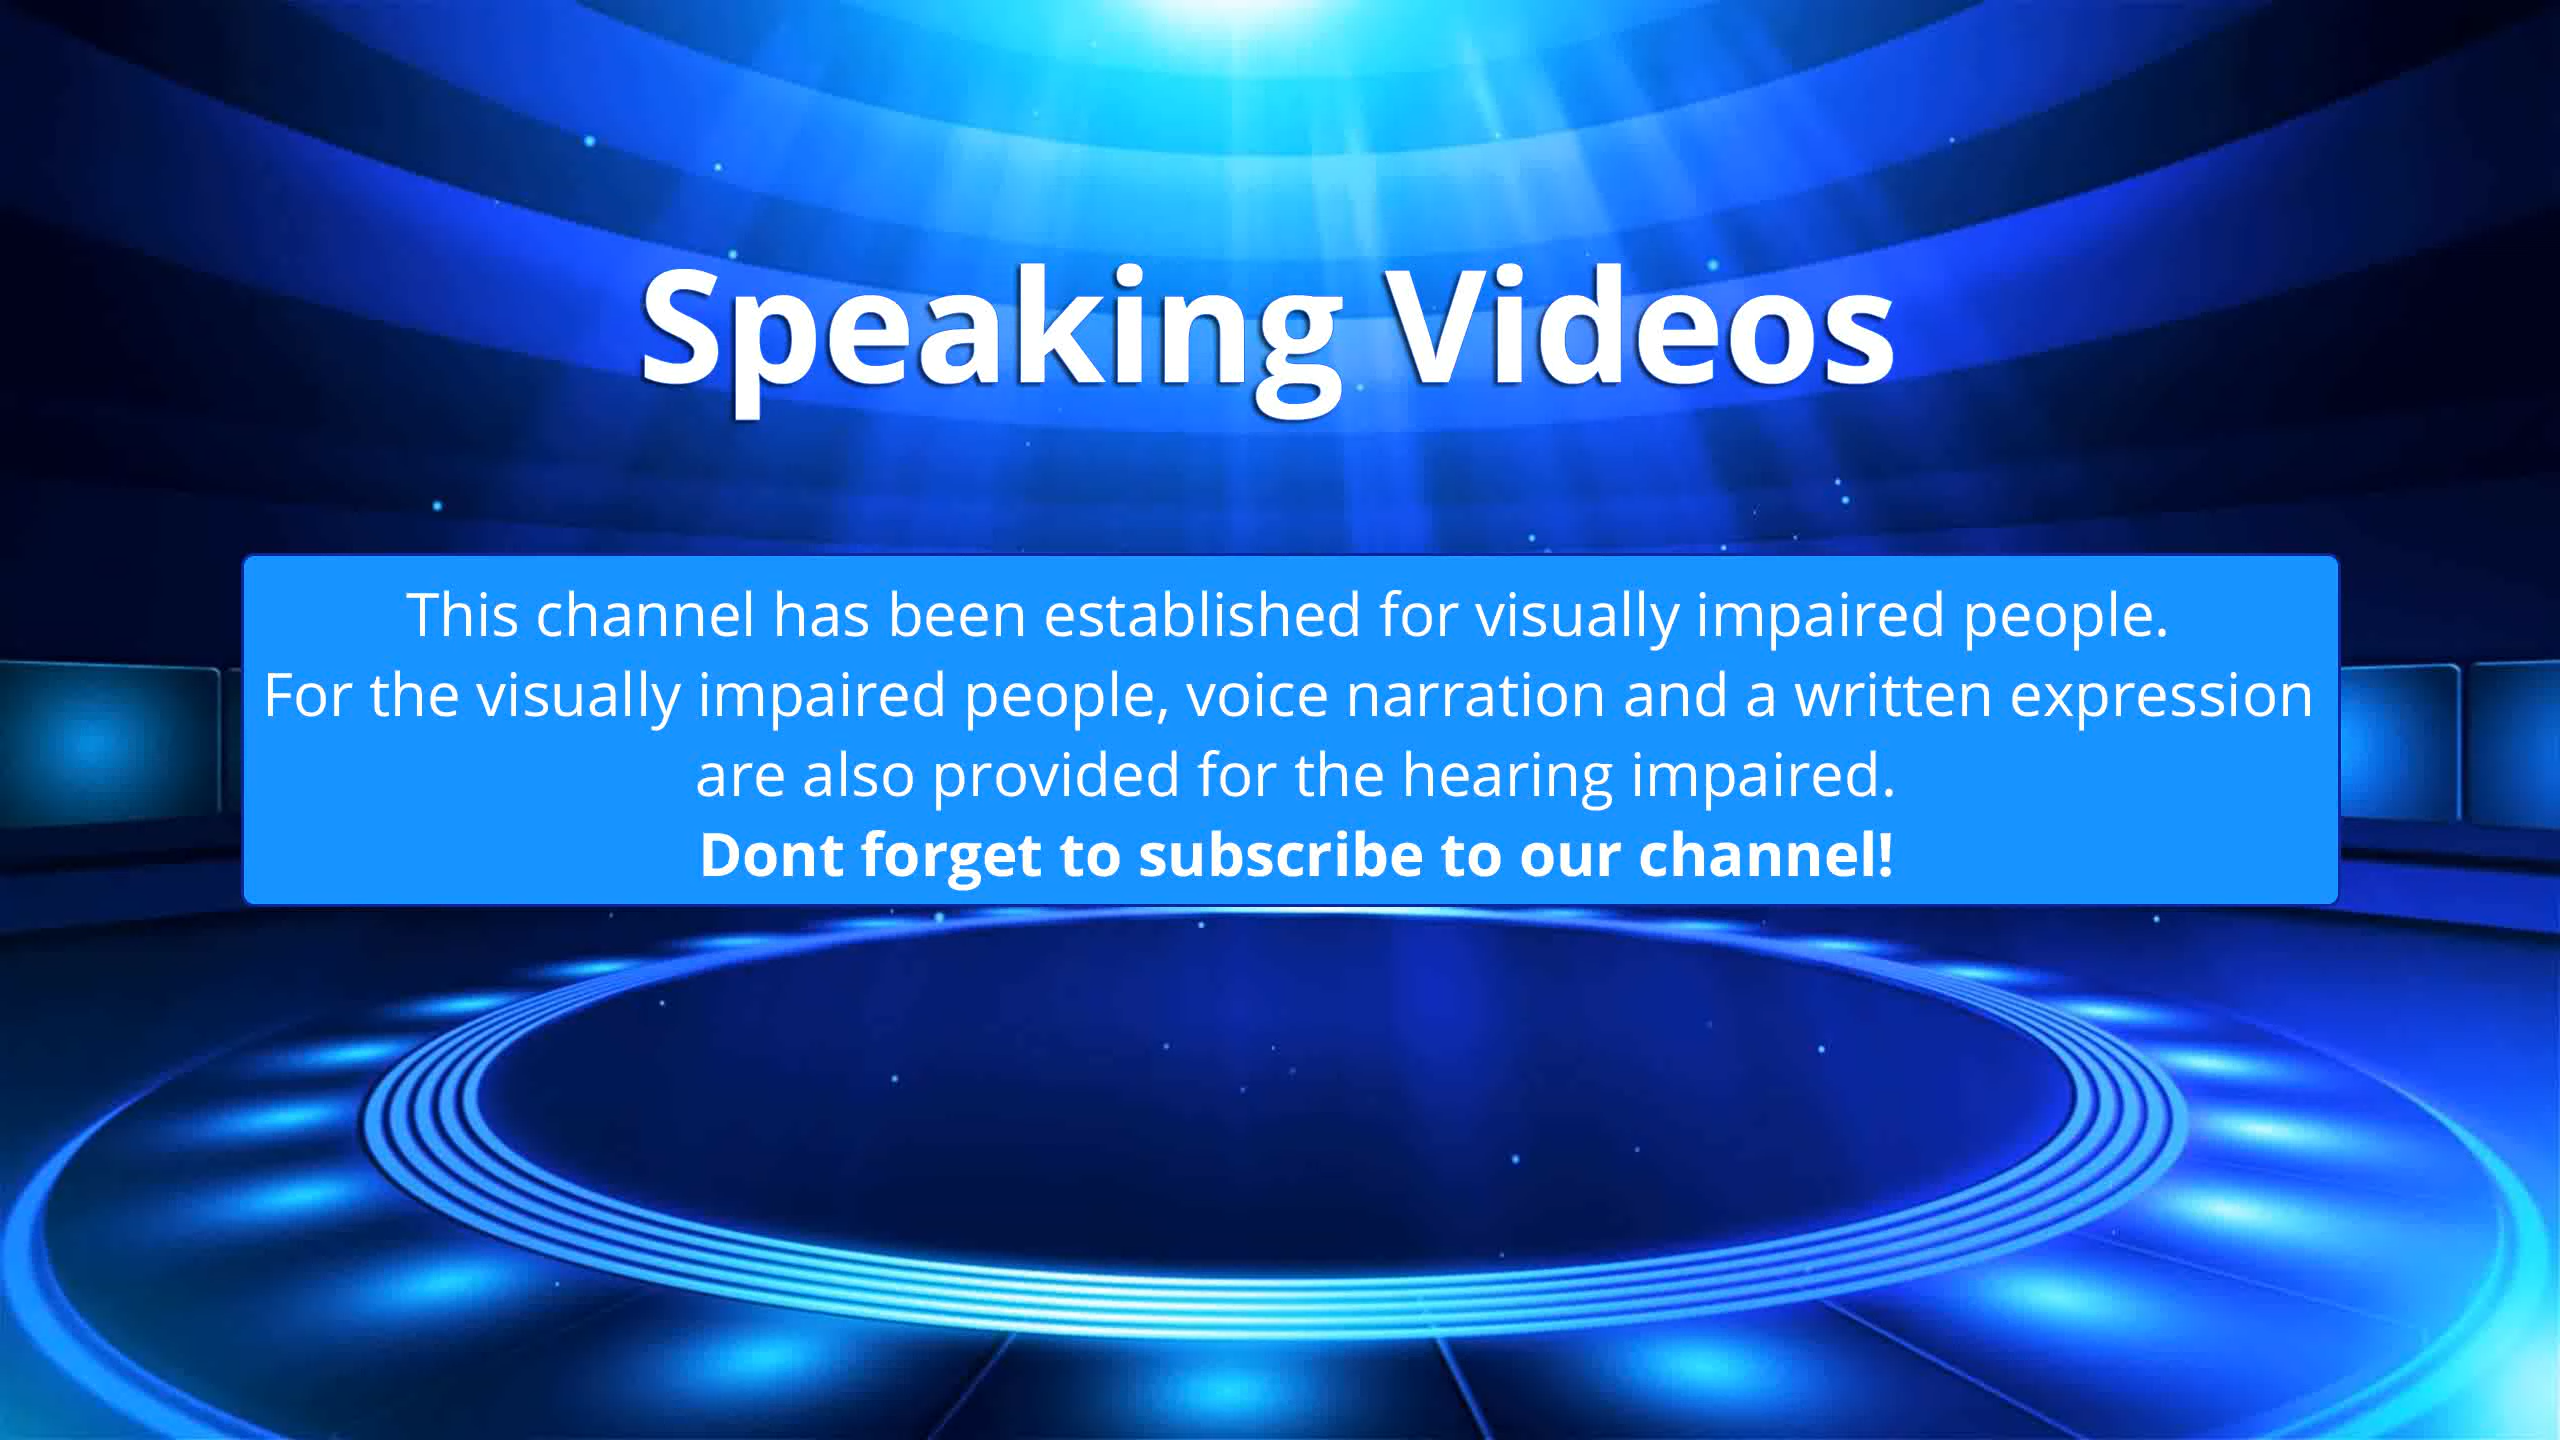 Speaking Videos
This channel has been established for visually impaired people.
For the visually impaired people, voice narration and a written expression
are also provided for the hearing impaired.
Dont forget to subscribe to our channel!